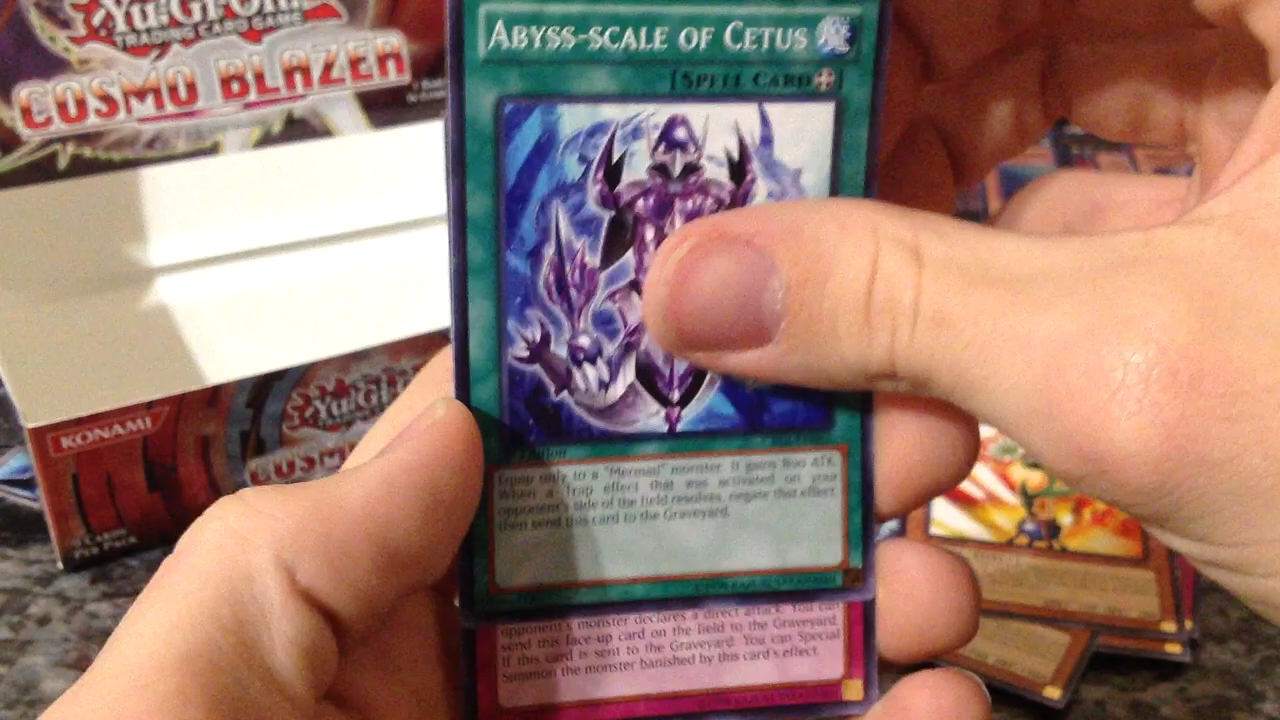 Yu-Gi-Oh!
TRADING CARD GAME
COSMO BLAZER
ABYSS-SCALE OF CETUS
[SPELL CARD
Equip only to a "Mermail" monster. It gains 800 ATK.
When a Trap effect that was activated on your
opponent's side of the field resolves, negate that effect,
then send this card to the Graveyard.
opponent's monster declares a direct attack: You can
send this face-up card on the field to the Graveyard.
If this card is sent to the Graveyard: You can Special
Summon the monster banished by this card's effect.
KONAMI
Yu-Gi-Oh
COSM
Cards
Per Pack